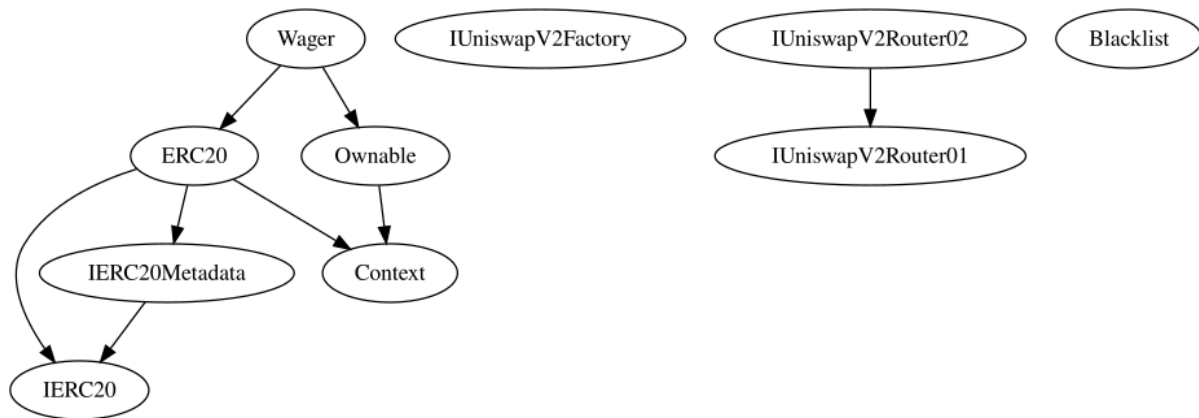 Wager
IUniswapV2Factory
IUniswapV2Router02
Blacklist
ERC20
Ownable
IUniswapV2Router01
IERC20Metadata
Context
IERC20